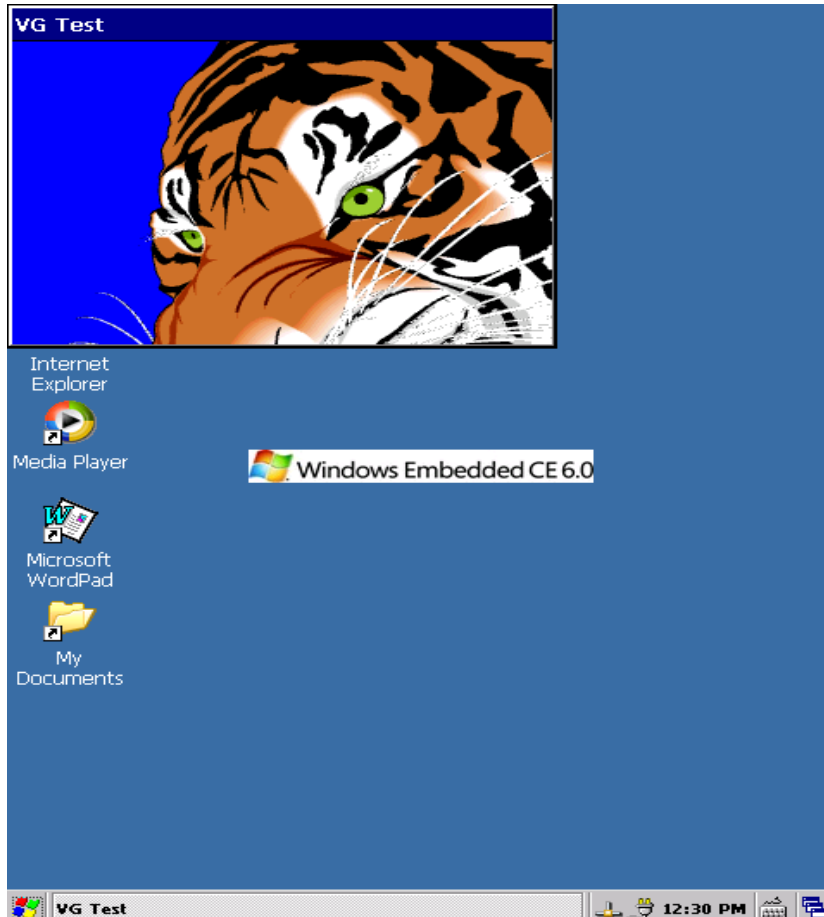 VG Test
Internet
Explorer
Media Player
Windows Embedded CE 6.0
Microsoft
WordPad
My
Documents
VG Test
12:30 PM